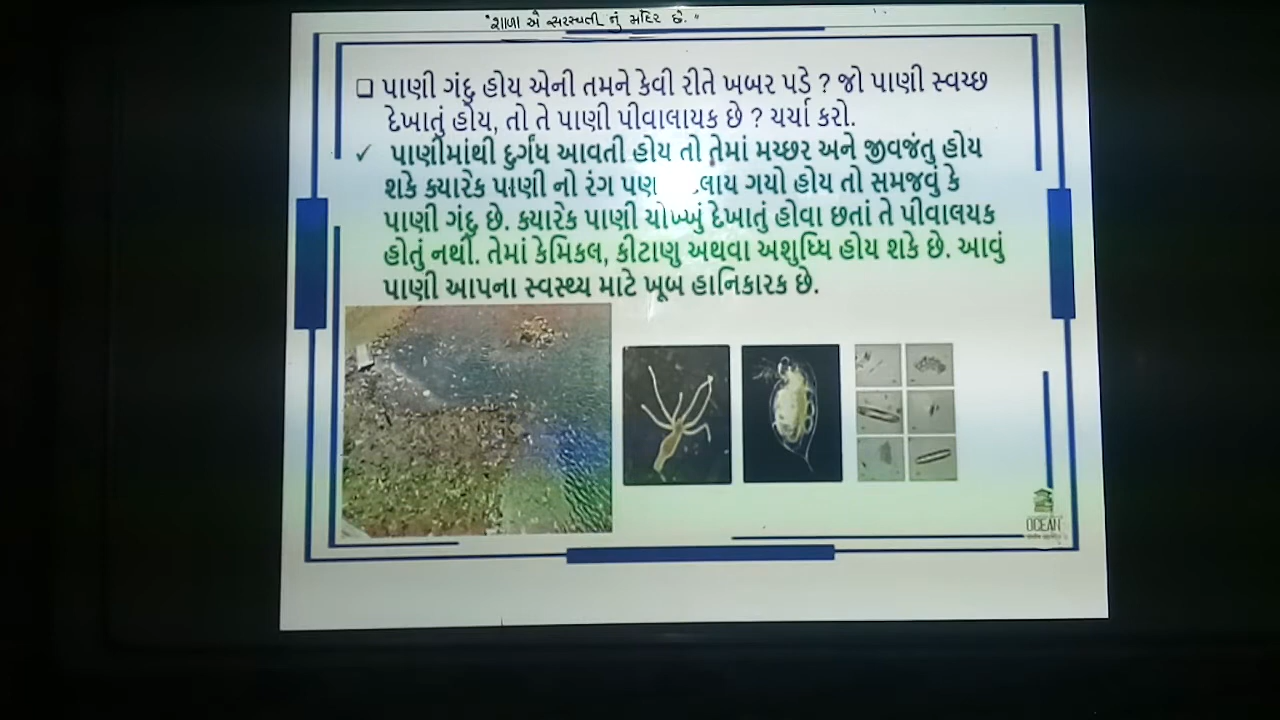 "શાળા એ સરસ્વતી નું મંદિર છે."
પાણી ગંદુ હોય એની તમને કેવી રીતે ખબર પડે ? જો પાણી સ્વચ્છ
દેખાતું હોય, તો તે પાણી પીવાલાયક છે ? ચર્ચા કરો.
✓ પાણીમાંથી દુર્ગંધ આવતી હોય તો તેમાં મચ્છર અને જીવજંતુ હોય
શકે ક્યારેક પાણી નો રંગ પણ ગયો હોય તો સમજવું કે
પાણી ગંદુ છે. ક્યારેક પાણી ચોખ્ખું દેખાતું હોવા છતાં તે પીવાલયક
હોતું નથી. તેમાં કેમિકલ, કીટાણુ અથવા અશુધ્ધિ હોય શકે છે. આવું
પાણી આપના સ્વસ્થ્ય માટે ખૂબ હાનિકારક છે.
OCEAN